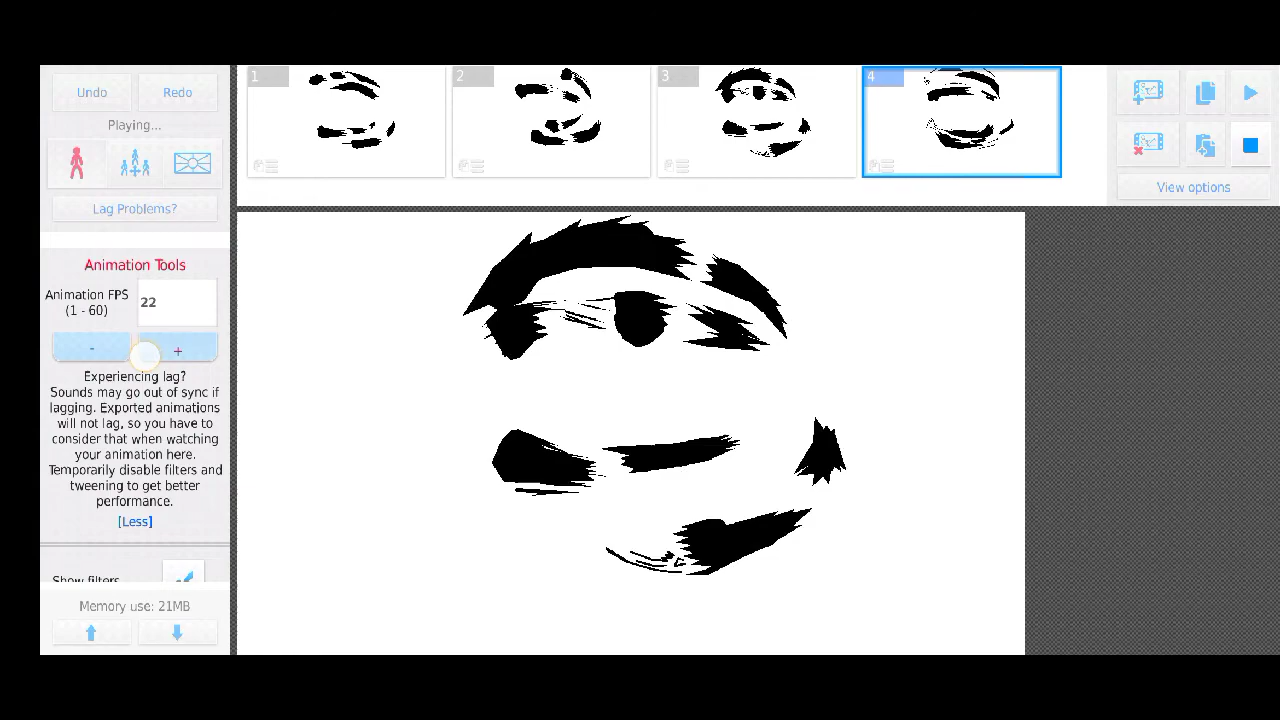 Undo
Redo
Playing...
Lag Problems?
Animation Tools
Animation FPS
(1 - 60)
22
-
+
Experiencing lag?
Sounds may go out of sync if
lagging. Exported animations
will not lag, so you have to
consider that when watching
your animation here.
Temporarily disable filters and
tweening to get better
performance.
[Less]
Show filters
Memory use: 21MB
1
2
3
4
View options